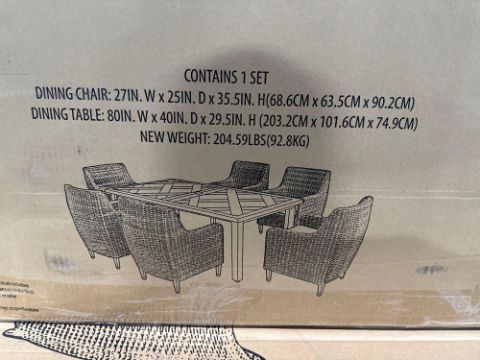 CONTAINS 1 SET
DINING CHAIR: 27IN. W x 25IN. D x 35.5IN. H(68.6CM x 63.5CM x 90.2CM)
DINING TABLE: 80IN. W x 40IN. D x 29.5IN. H (203.2CM x 101.6CM x 74.9CM)
NEW WEIGHT: 204.59LBS(92.8KG)